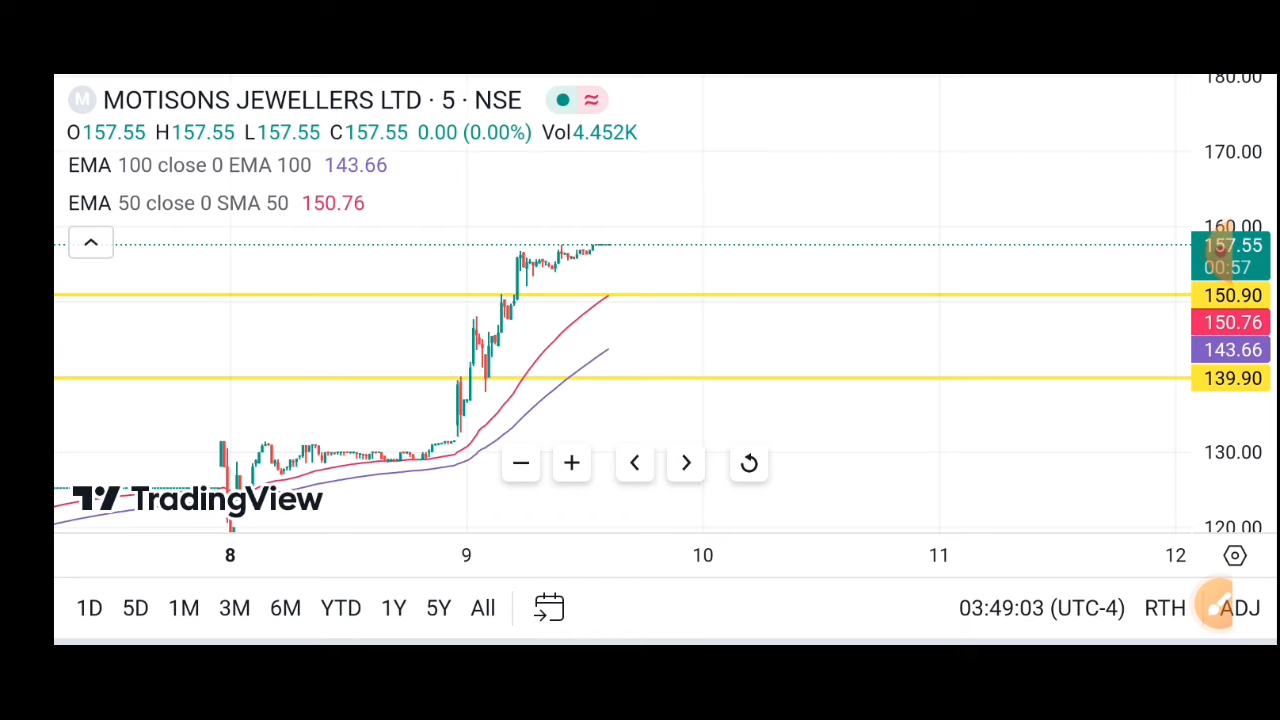 180.00
M MOTISONS JEWELLERS LTD · 5 · NSE
O157.55 H157.55 L157.55 C157.55 0.00 (0.00%) Vol4.452K
EMA 100 close 0 EMA 100 143.66
170.00
EMA 50 close 0 SMA 50 150.76
160.00
157.55
00:57
150.90
150.76
143.66
139.90
130.00
TradingView
120.00
8 9 10 11 12
1D 5D 1M 3M 6M YTD 1Y 5Y All 03:49:03 (UTC-4) RTH ADJ